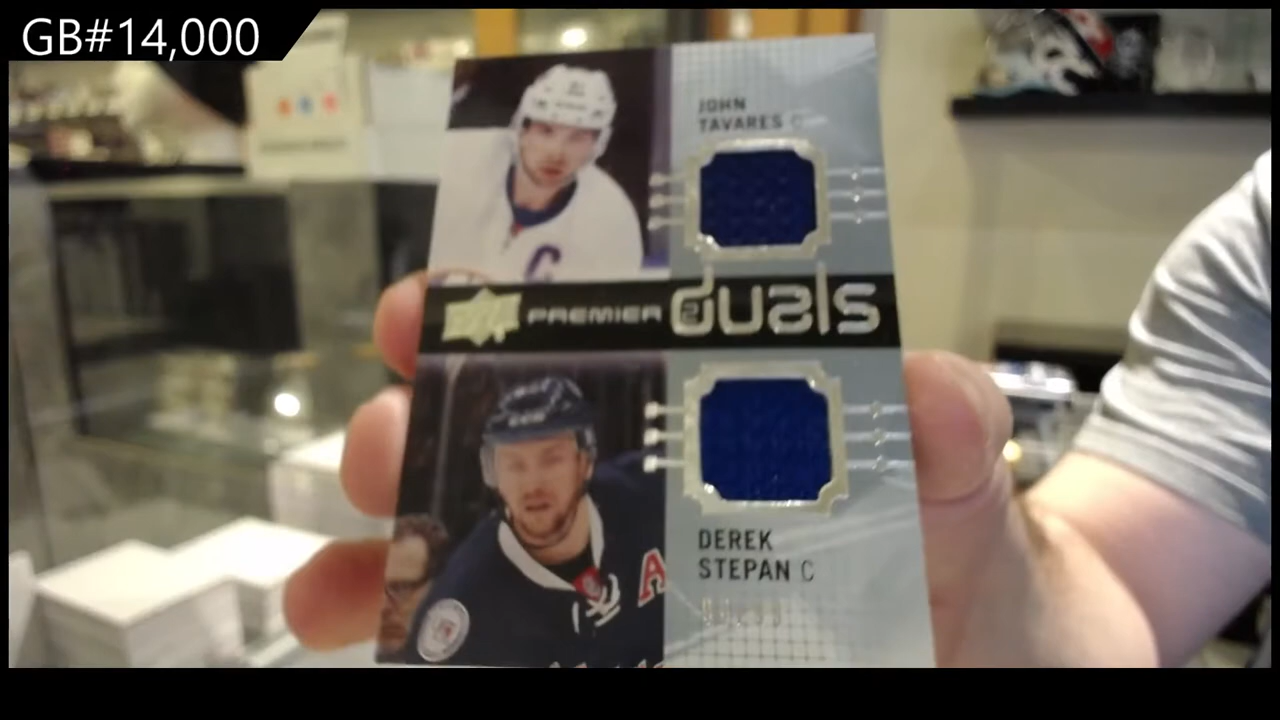 GB#14,000
JOHN
TAVARES C
C
PREMIER duals
A
DEREK
STEPAN C